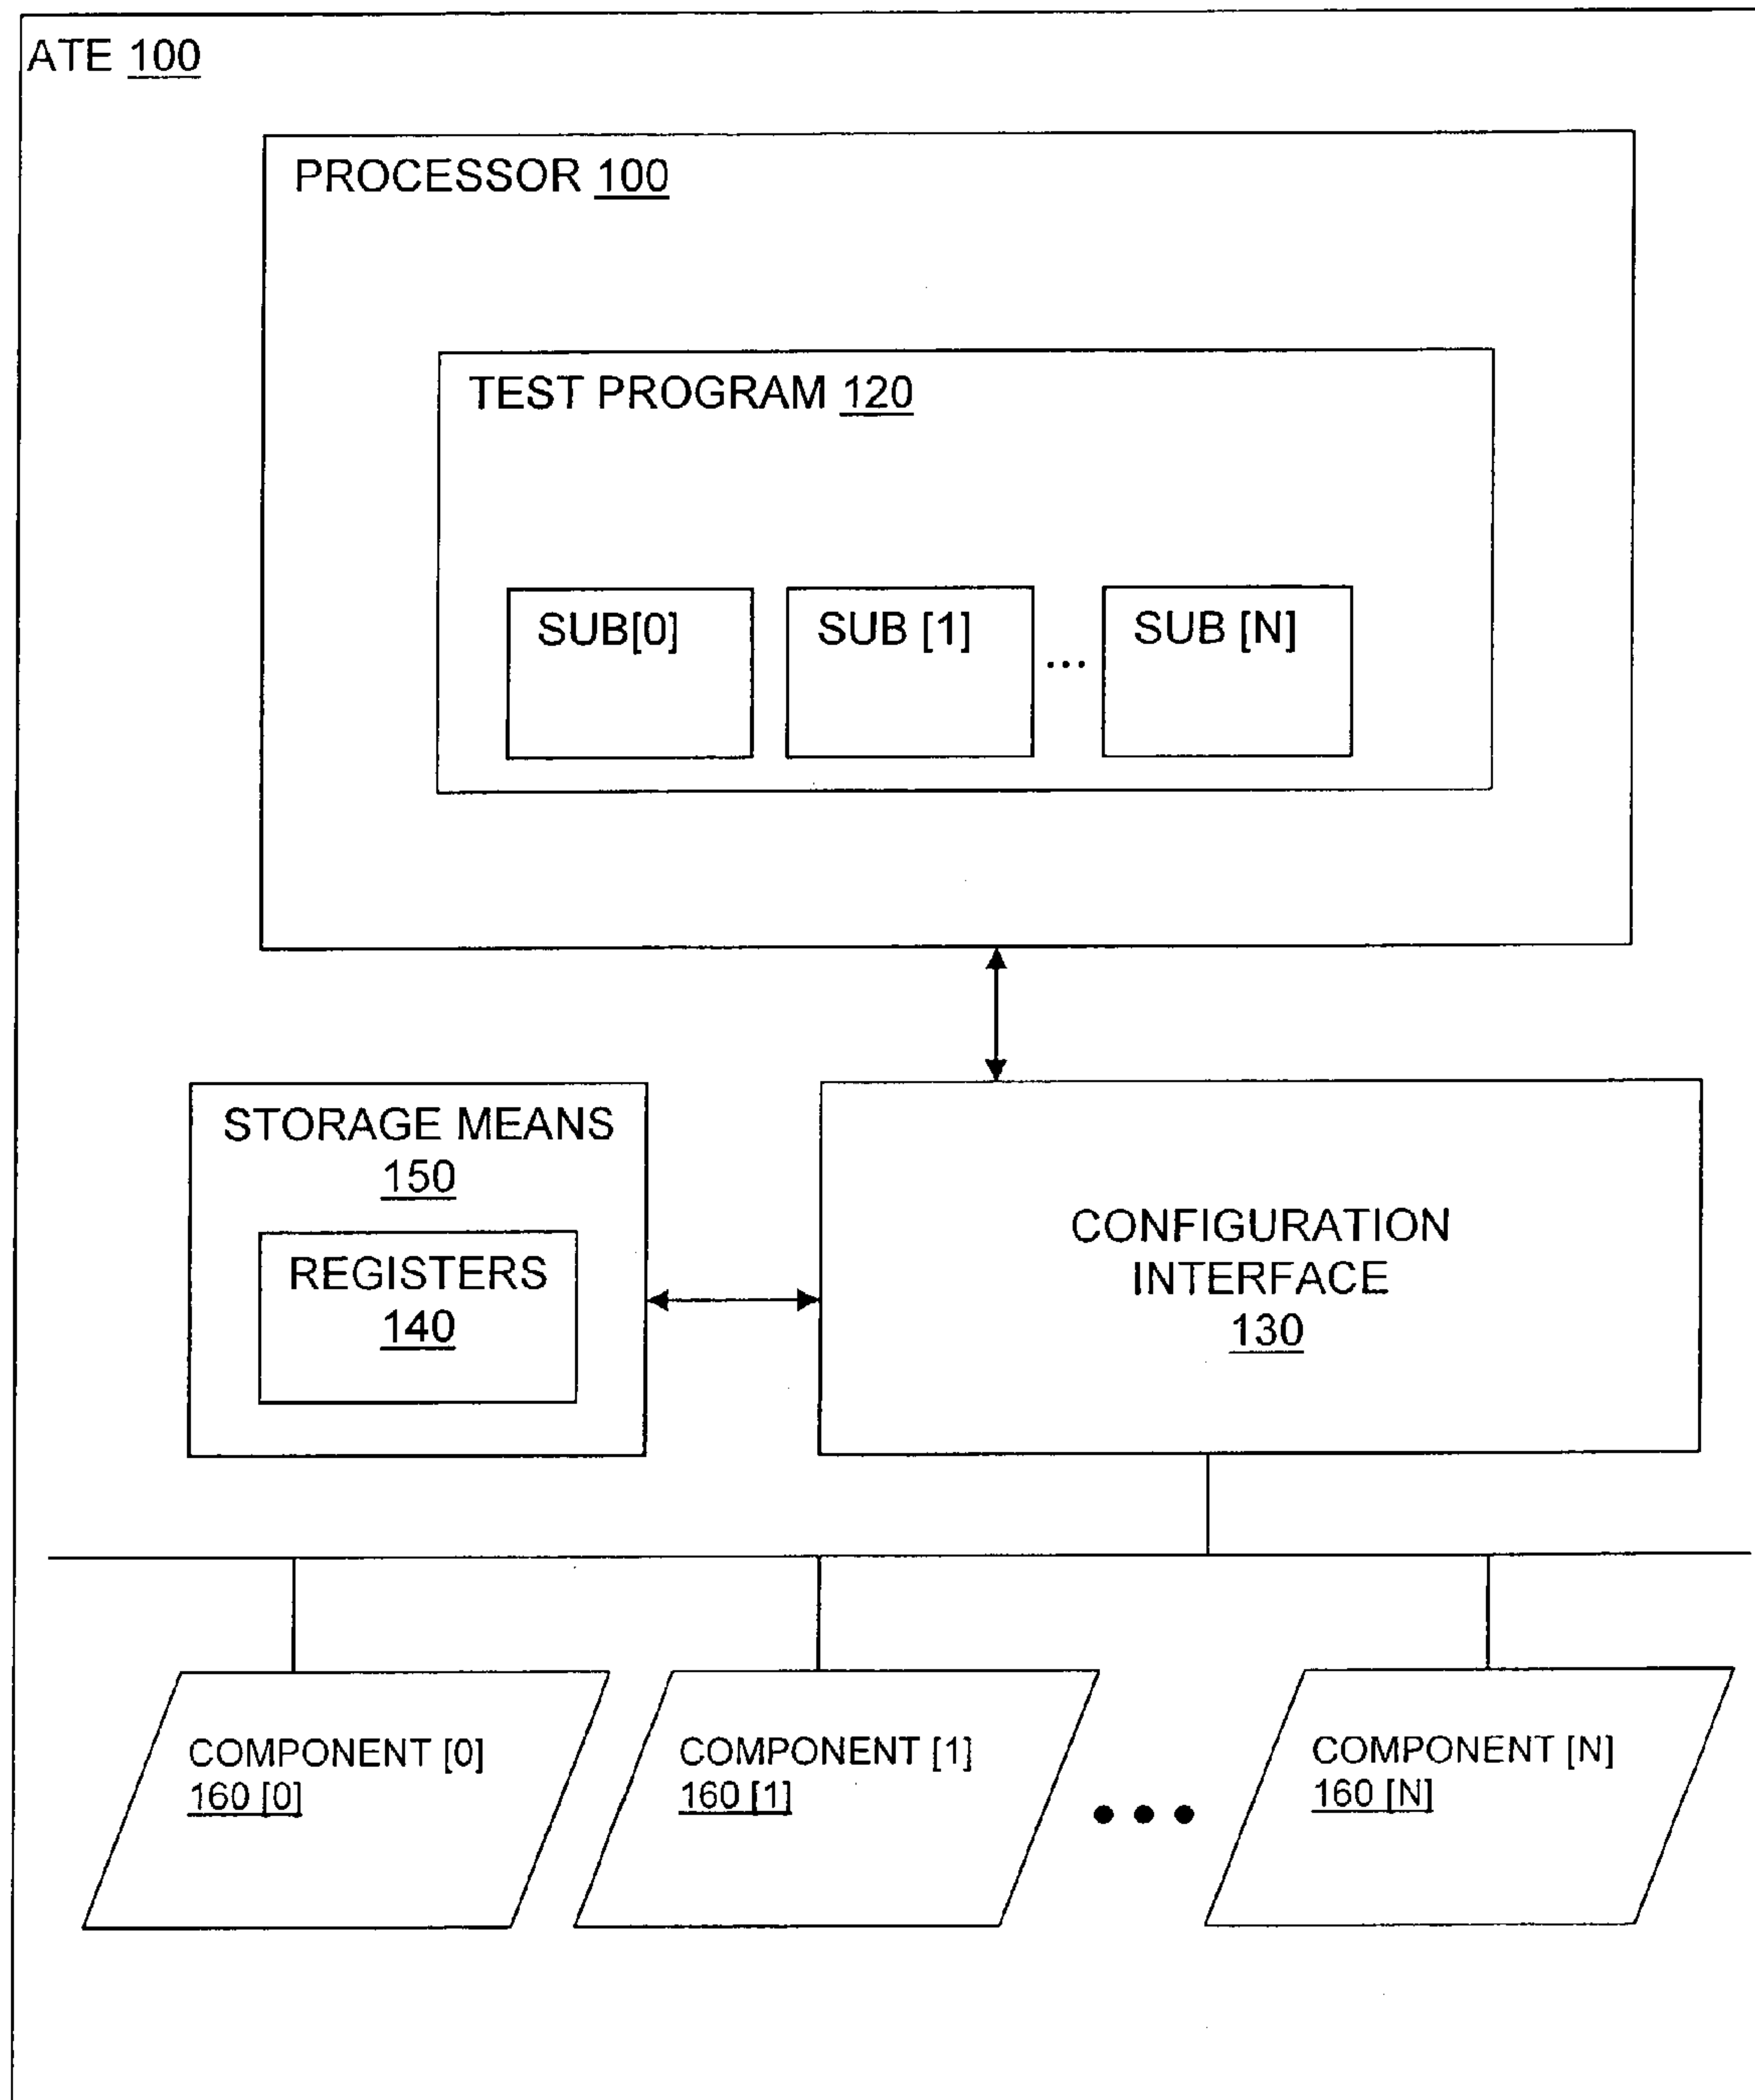 ATE 100
PROCESSOR 100
TEST PROGRAM 120
SUB[0]
SUB [1]
...
SUB [N]
STORAGE MEANS
150
REGISTERS
140
CONFIGURATION
INTERFACE
130
COMPONENT [0]
160 [0]
COMPONENT [1]
160 [1]
COMPONENT [N]
160 [N]